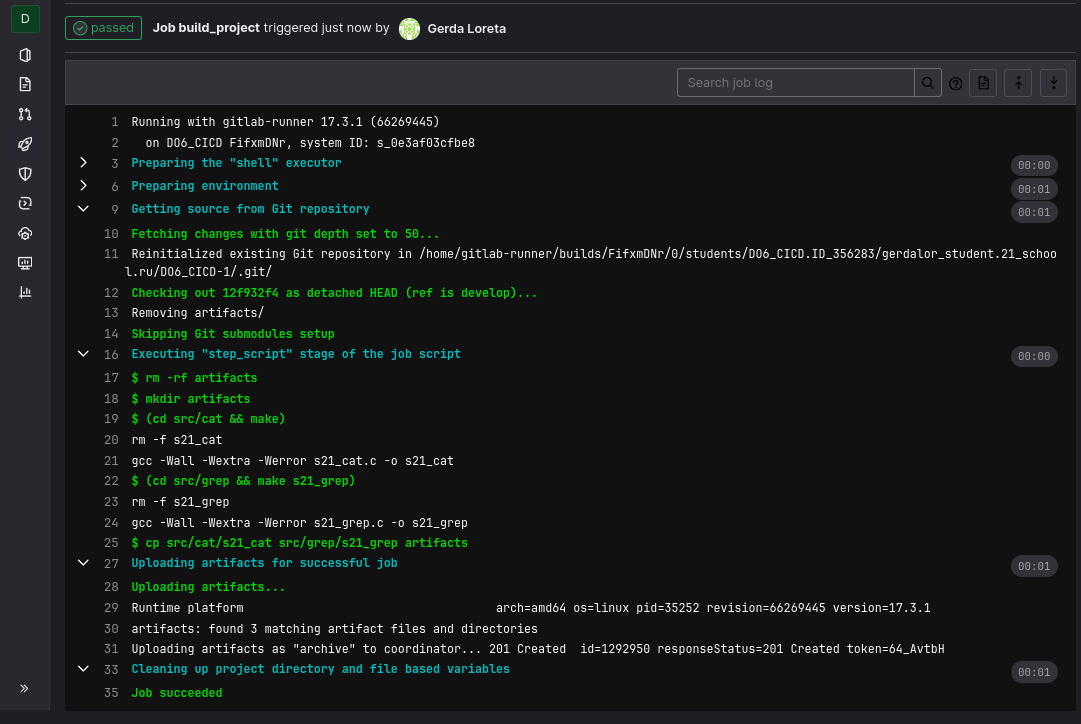 D
passed Job build_project triggered just now by Gerda Loreta
Search job log
1 Running with gitlab-runner 17.3.1 (66269445)
2 on DO6_CICD FifxmDNr, system ID: s_0e3af03cfbe8
3 Preparing the "shell" executor 00:00
6 Preparing environment 00:01
9 Getting source from Git repository 00:01
10 Fetching changes with git depth set to 50...
11 Reinitialized existing Git repository in /home/gitlab-runner/builds/FifxmDNr/0/students/DO6_CICD.ID_356283/gerdalor_student.21_schoo
l.ru/DO6_CICD-1/.git/
12 Checking out 12f932f4 as detached HEAD (ref is develop)...
13 Removing artifacts/
14 Skipping Git submodules setup
16 Executing "step_script" stage of the job script 00:00
17 $ rm -rf artifacts
18 $ mkdir artifacts
19 $ (cd src/cat && make)
20 rm -f s21_cat
21 gcc -Wall -Wextra -Werror s21_cat.c -o s21_cat
22 $ (cd src/grep && make s21_grep)
23 rm -f s21_grep
24 gcc -Wall -Wextra -Werror s21_grep.c -o s21_grep
25 $ cp src/cat/s21_cat src/grep/s21_grep artifacts
27 Uploading artifacts for successful job 00:01
28 Uploading artifacts...
29 Runtime platform arch=amd64 os=linux pid=35252 revision=66269445 version=17.3.1
30 artifacts: found 3 matching artifact files and directories
31 Uploading artifacts as "archive" to coordinator... 201 Created id=1292950 responseStatus=201 Created token=64_AvtbH
33 Cleaning up project directory and file based variables 00:01
35 Job succeeded